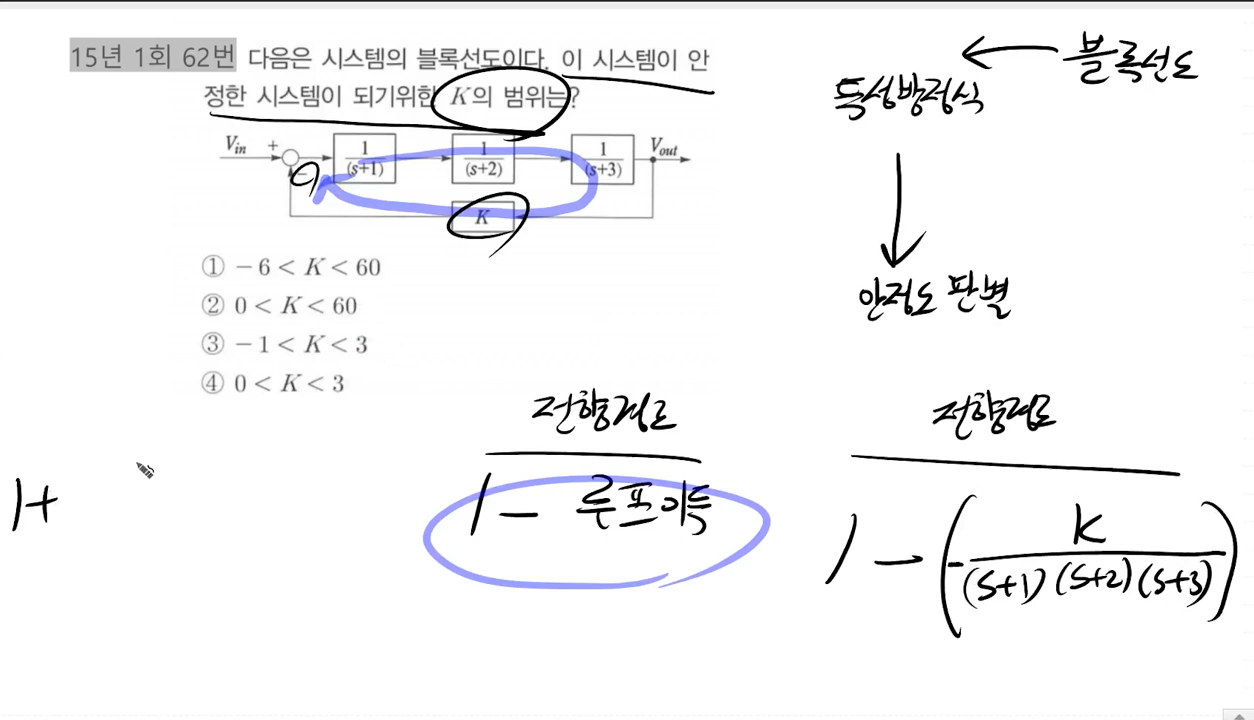 15년 1회 62번 다음은 시스템의 블록선도이다. 이 시스템이 안
정한 시스템이 되기위한 K의 범위는?
V_in + 1/(s+1) 1/(s+2) 1/(s+3) V_out
−
K
① −6 < K < 60
② 0 < K < 60
③ −1 < K < 3
④ 0 < K < 3
블록선도
특성방정식
안정도 판별
전향경로
1 − 루프이득
전향경로
1 − (− K/(s+1)(s+2)(s+3))
1+